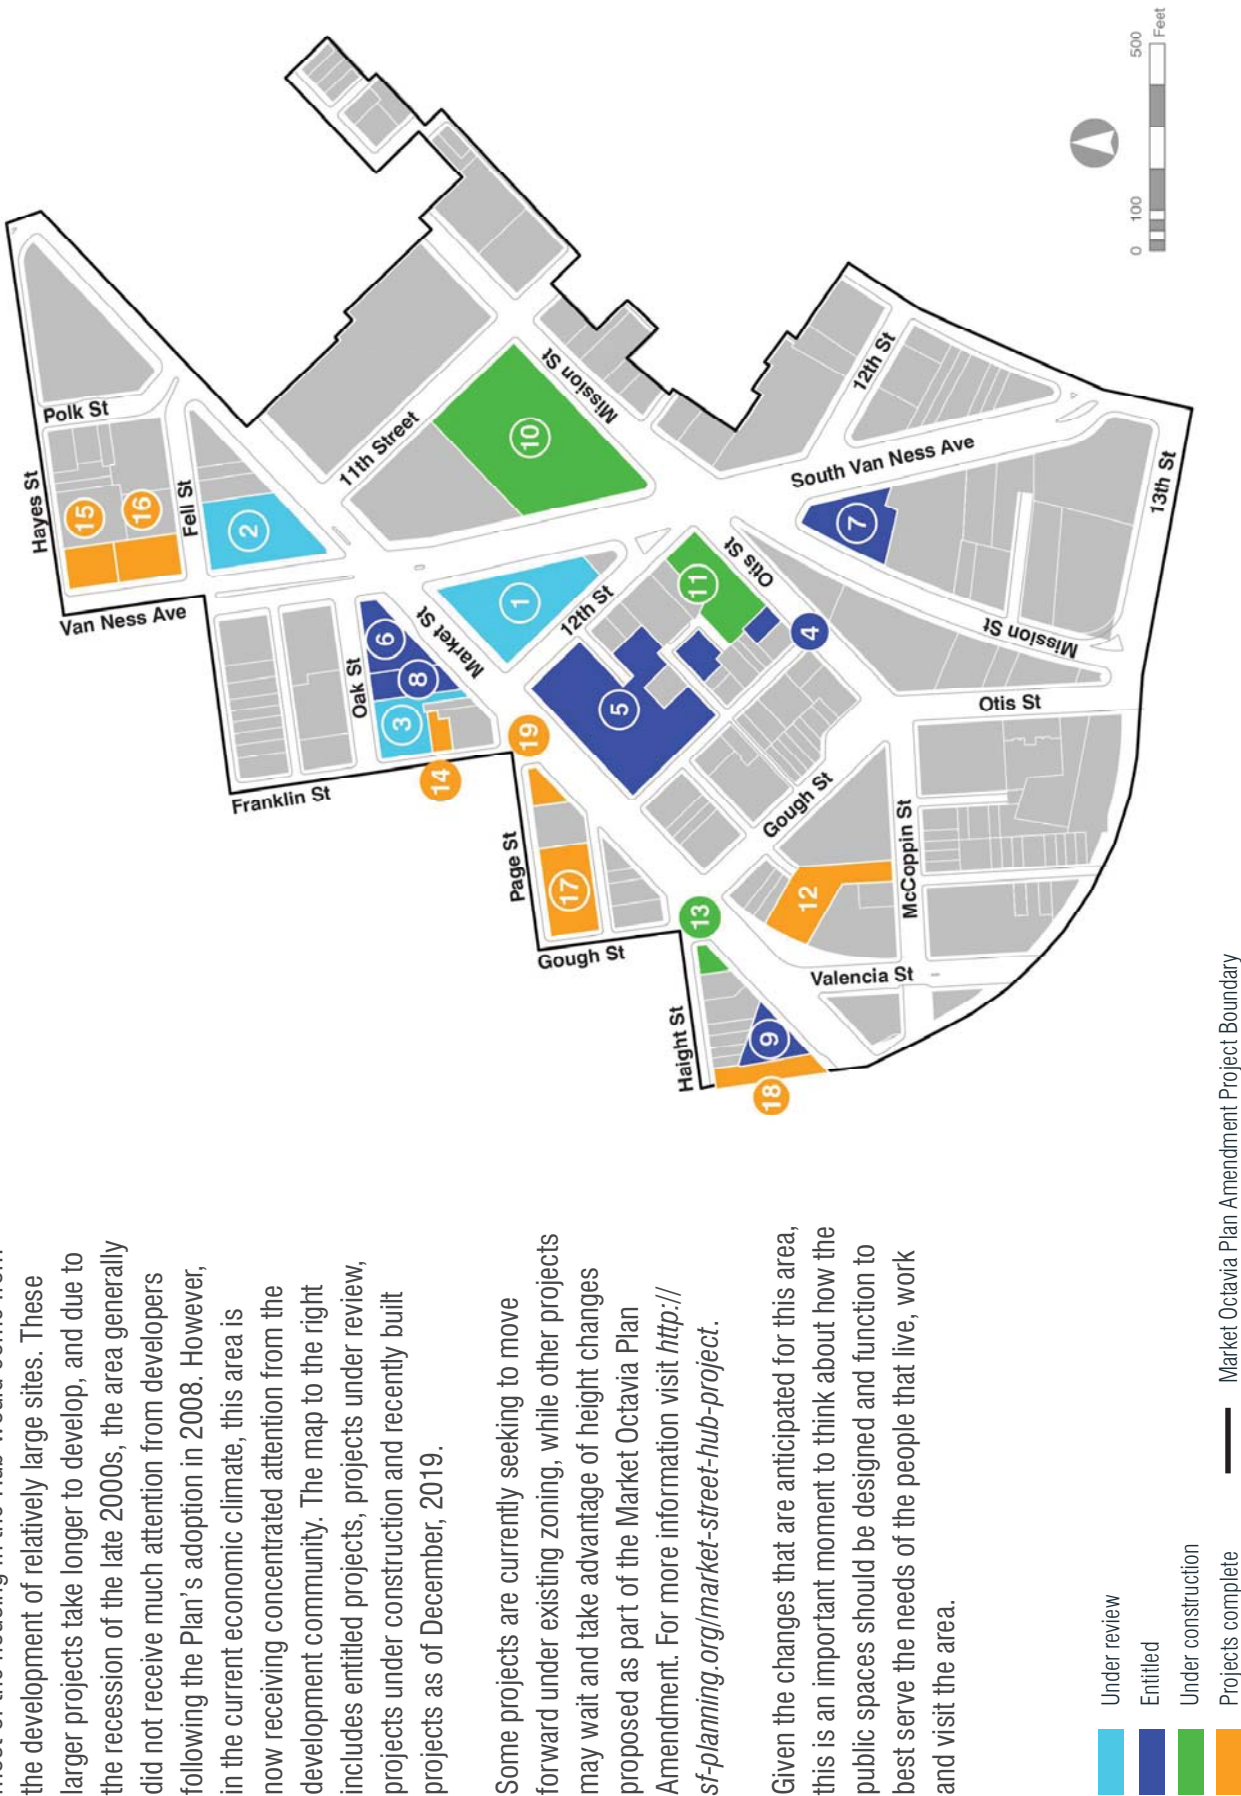 most of the housing in the Hub would come from
the development of relatively large sites. These
larger projects take longer to develop, and due to
the recession of the late 2000s, the area generally
did not receive much attention from developers
following the Plan's adoption in 2008. However,
in the current economic climate, this area is
now receiving concentrated attention from the
development community. The map to the right
includes entitled projects, projects under review,
projects under construction and recently built
projects as of December, 2019.
Some projects are currently seeking to move
forward under existing zoning, while other projects
may wait and take advantage of height changes
proposed as part of the Market Octavia Plan
Amendment. For more information visit http://
sf-planning.org/market-street-hub-project.
Given the changes that are anticipated for this area,
this is an important moment to think about how the
public spaces should be designed and function to
best serve the needs of the people that live, work
and visit the area.
Under review
Entitled
Under construction
Projects complete
Market Octavia Plan Amendment Project Boundary
Hayes St
Polk St
15
16
Van Ness Ave
Fell St
2
11th Street
Franklin St
Oak St
6
8
3
14
Market St
1
12th St
10
Mission St
19
Page St
17
Gough St
5
11
Otis St
4
South Van Ness Ave
12th St
7
Mission St
13th St
Otis St
Gough St
McCoppin St
12
13
Haight St
9
18
Valencia St
0
100
500
Feet